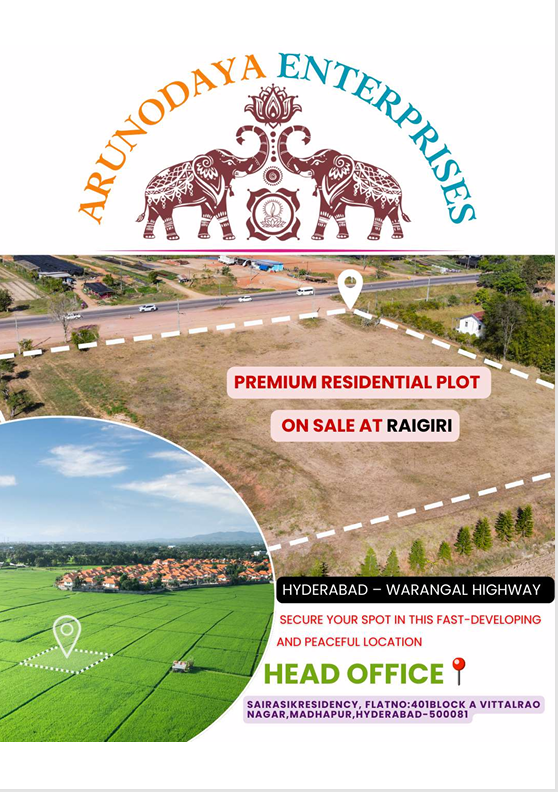 ARUNODAYA ENTERPRISES
PREMIUM RESIDENTIAL PLOT
ON SALE AT RAIGIRI
HYDERABAD – WARANGAL HIGHWAY
SECURE YOUR SPOT IN THIS FAST-DEVELOPING
AND PEACEFUL LOCATION
HEAD OFFICE
SAIRASIKRESIDENCY, FLATNO:401BLOCK A VITTALRAO
NAGAR,MADHAPUR,HYDERABAD-500081